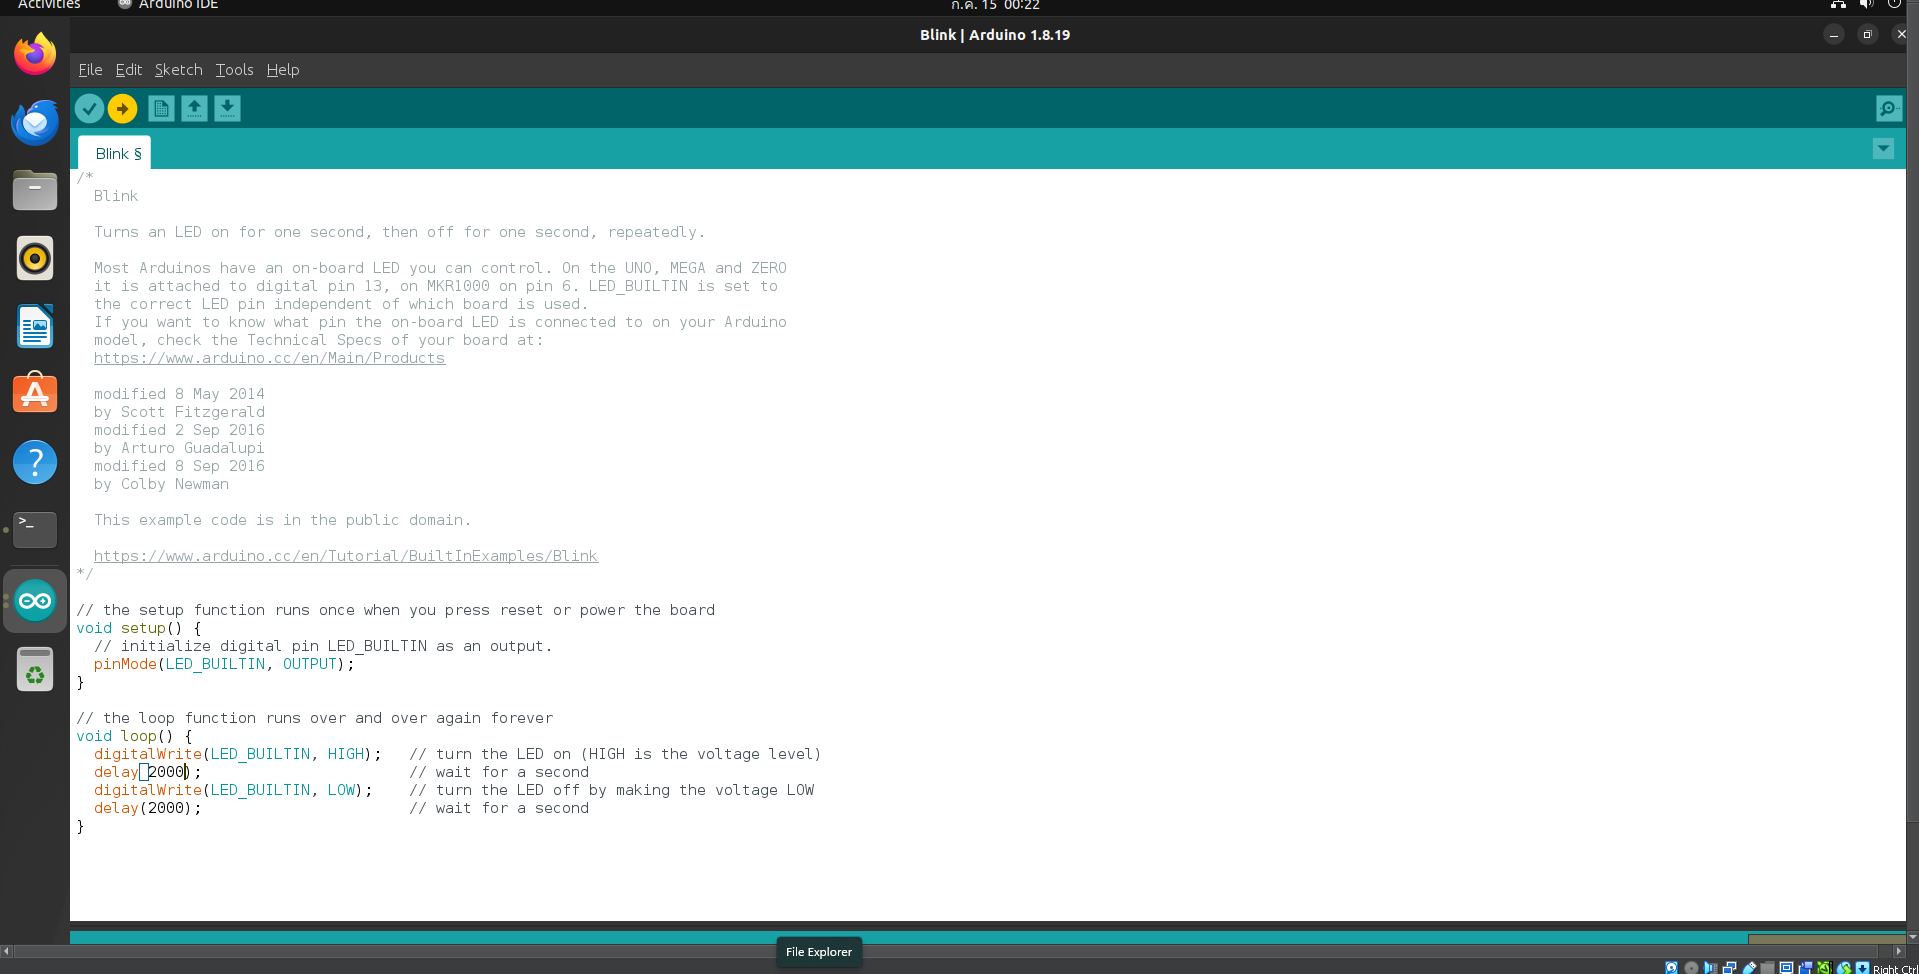 Activities
Arduino IDE
ก.ค. 15 00:22
Blink | Arduino 1.8.19
File Edit Sketch Tools Help
Blink §
/*
Blink
Turns an LED on for one second, then off for one second, repeatedly.
Most Arduinos have an on-board LED you can control. On the UNO, MEGA and ZERO
it is attached to digital pin 13, on MKR1000 on pin 6. LED_BUILTIN is set to
the correct LED pin independent of which board is used.
If you want to know what pin the on-board LED is connected to on your Arduino
model, check the Technical Specs of your board at:
https://www.arduino.cc/en/Main/Products
modified 8 May 2014
by Scott Fitzgerald
modified 2 Sep 2016
by Arturo Guadalupi
modified 8 Sep 2016
by Colby Newman
This example code is in the public domain.
https://www.arduino.cc/en/Tutorial/BuiltInExamples/Blink
*/
// the setup function runs once when you press reset or power the board
void setup() {
// initialize digital pin LED_BUILTIN as an output.
pinMode(LED_BUILTIN, OUTPUT);
}
// the loop function runs over and over again forever
void loop() {
digitalWrite(LED_BUILTIN, HIGH); // turn the LED on (HIGH is the voltage level)
delay(2000); // wait for a second
digitalWrite(LED_BUILTIN, LOW); // turn the LED off by making the voltage LOW
delay(2000); // wait for a second
}
File Explorer
Right Ctrl